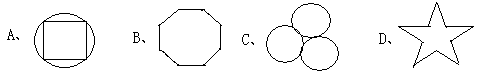 A、 B、 C、 D、